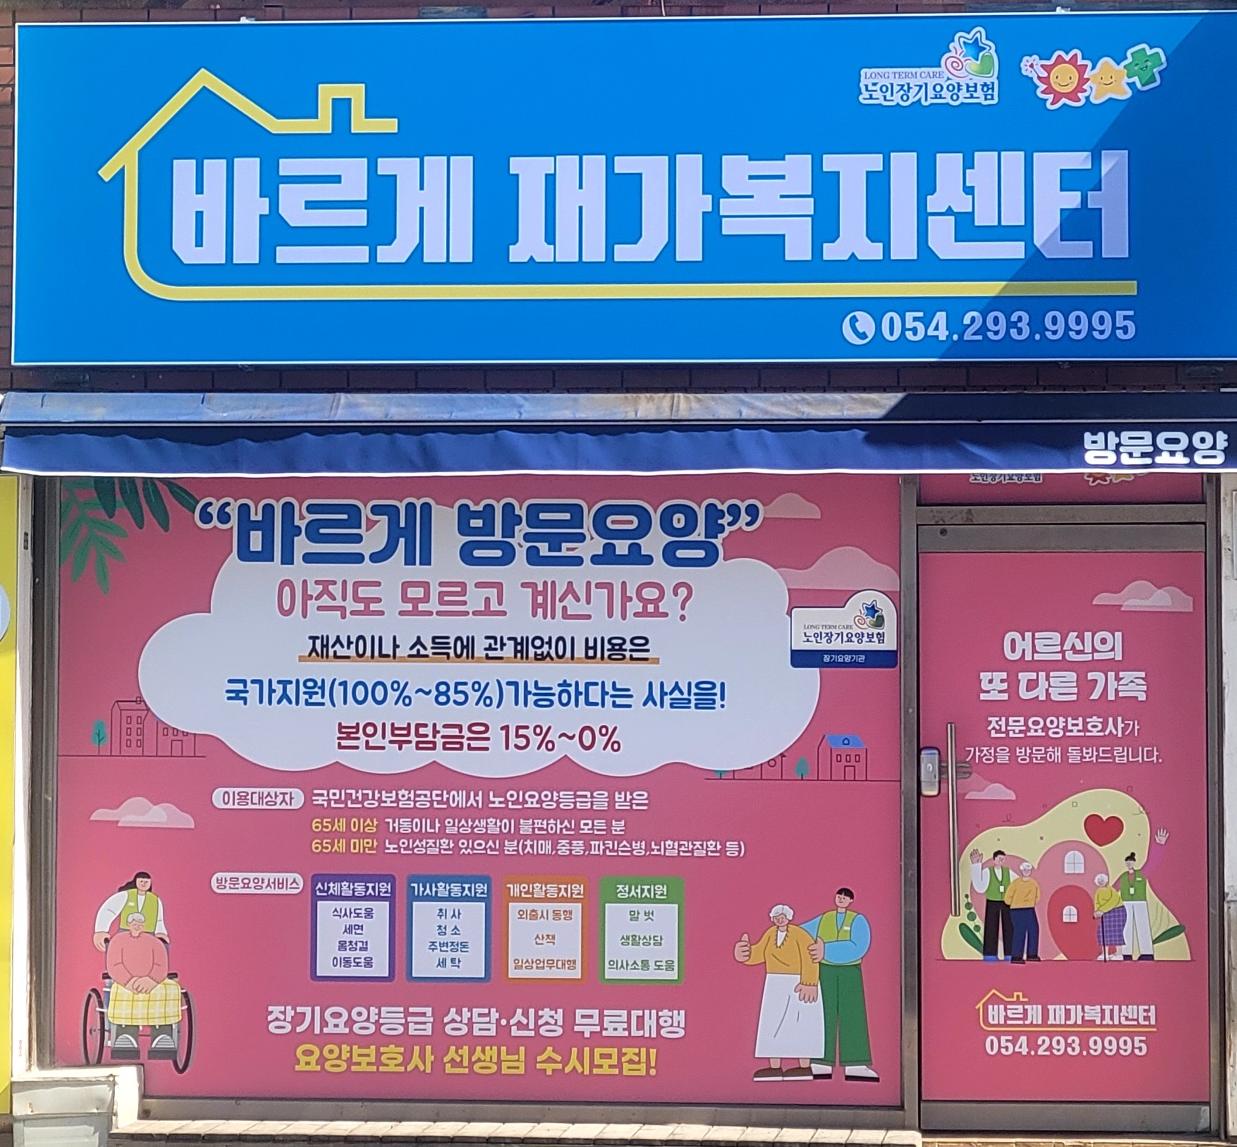 LONG TERM CARE
노인장기요양보험
바르게 재가복지센터
054.293.9995
방문요양
노인장기요양보험
“바르게 방문요양”
아직도 모르고 계신가요?
재산이나 소득에 관계없이 비용은
국가지원(100%~85%)가능하다는 사실을!
본인부담금은 15%~0%
LONG TERM CARE
노인장기요양보험
장기요양기관
이용대상자 국민건강보험공단에서 노인요양등급을 받은
65세 이상 거동이나 일상생활이 불편하신 모든 분
65세 미만 노인성질환 있으신 분(치매,중풍,파킨슨병,뇌혈관질환 등)
방문요양서비스
신체활동지원
식사도움
세면
몸청결
이동도움
가사활동지원
취 사
청 소
주변정돈
세 탁
개인활동지원
외출시 동행
산책
일상업무대행
정서지원
말 벗
생활상담
의사소통 도움
장기요양등급 상담·신청 무료대행
요양보호사 선생님 수시모집!
어르신의
또 다른 가족
전문요양보호사가
가정을 방문해 돌봐드립니다.
바르게 재가복지센터
054.293.9995